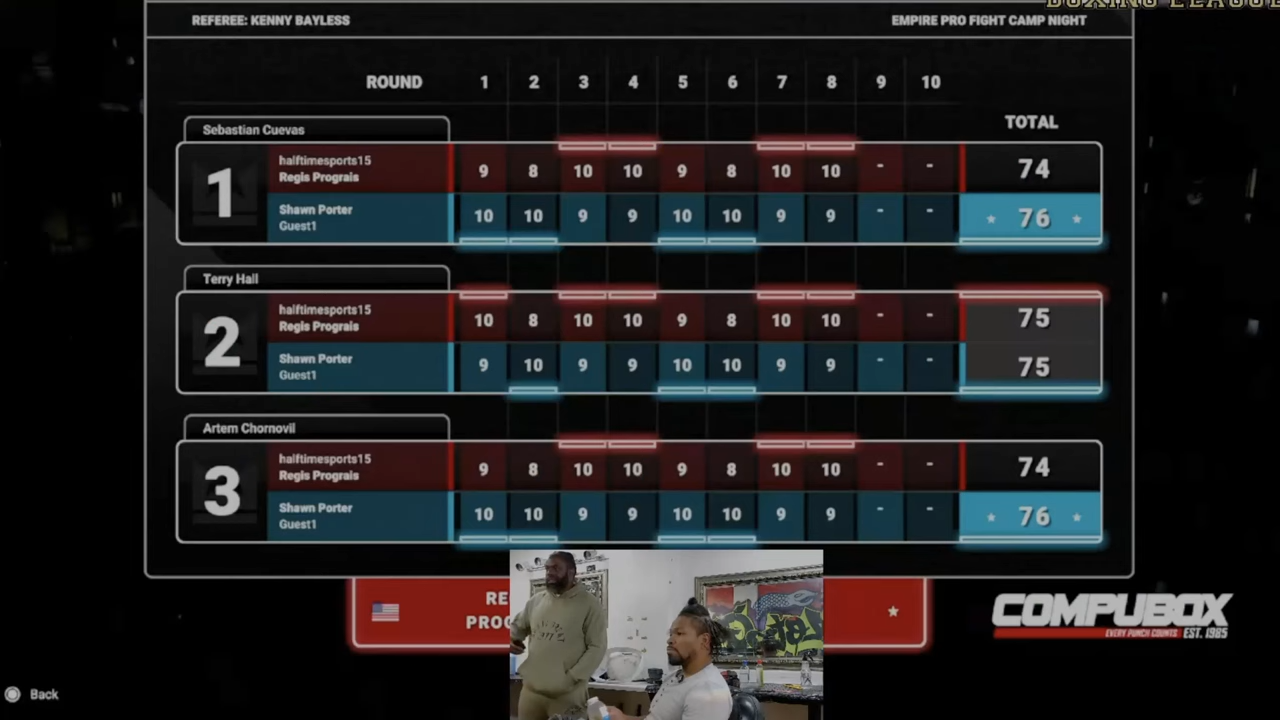 BOXING LEAGUE
REFEREE: KENNY BAYLESS
EMPIRE PRO FIGHT CAMP NIGHT
ROUND 1 2 3 4 5 6 7 8 9 10
TOTAL
Sebastian Cuevas
1
halftimesports15
Regis Prograis
9 8 10 10 9 8 10 10 - - 74
Shawn Porter
Guest1
10 10 9 9 10 10 9 9 - - 76
Terry Hall
2
halftimesports15
Regis Prograis
10 8 10 10 9 8 10 10 - - 75
Shawn Porter
Guest1
9 10 9 9 10 10 9 9 - - 75
Artem Chornovil
3
halftimesports15
Regis Prograis
9 8 10 10 9 8 10 10 - - 74
Shawn Porter
Guest1
10 10 9 9 10 10 9 9 - - 76
RE
PROG
COMPUBOX
EVERY PUNCH COUNTS EST. 1985
Back